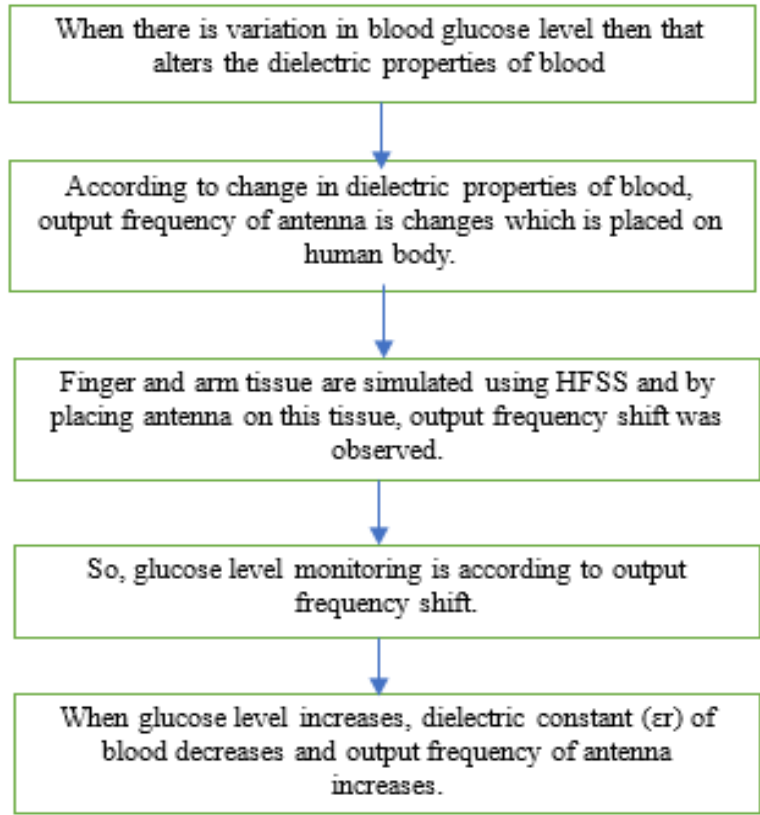 When there is variation in blood glucose level then that
alters the dielectric properties of blood
According to change in dielectric properties of blood,
output frequency of antenna is changes which is placed on
human body.
Finger and arm tissue are simulated using HFSS and by
placing antenna on this tissue, output frequency shift was
observed.
So, glucose level monitoring is according to output
frequency shift.
When glucose level increases, dielectric constant (εr) of
blood decreases and output frequency of antenna
increases.